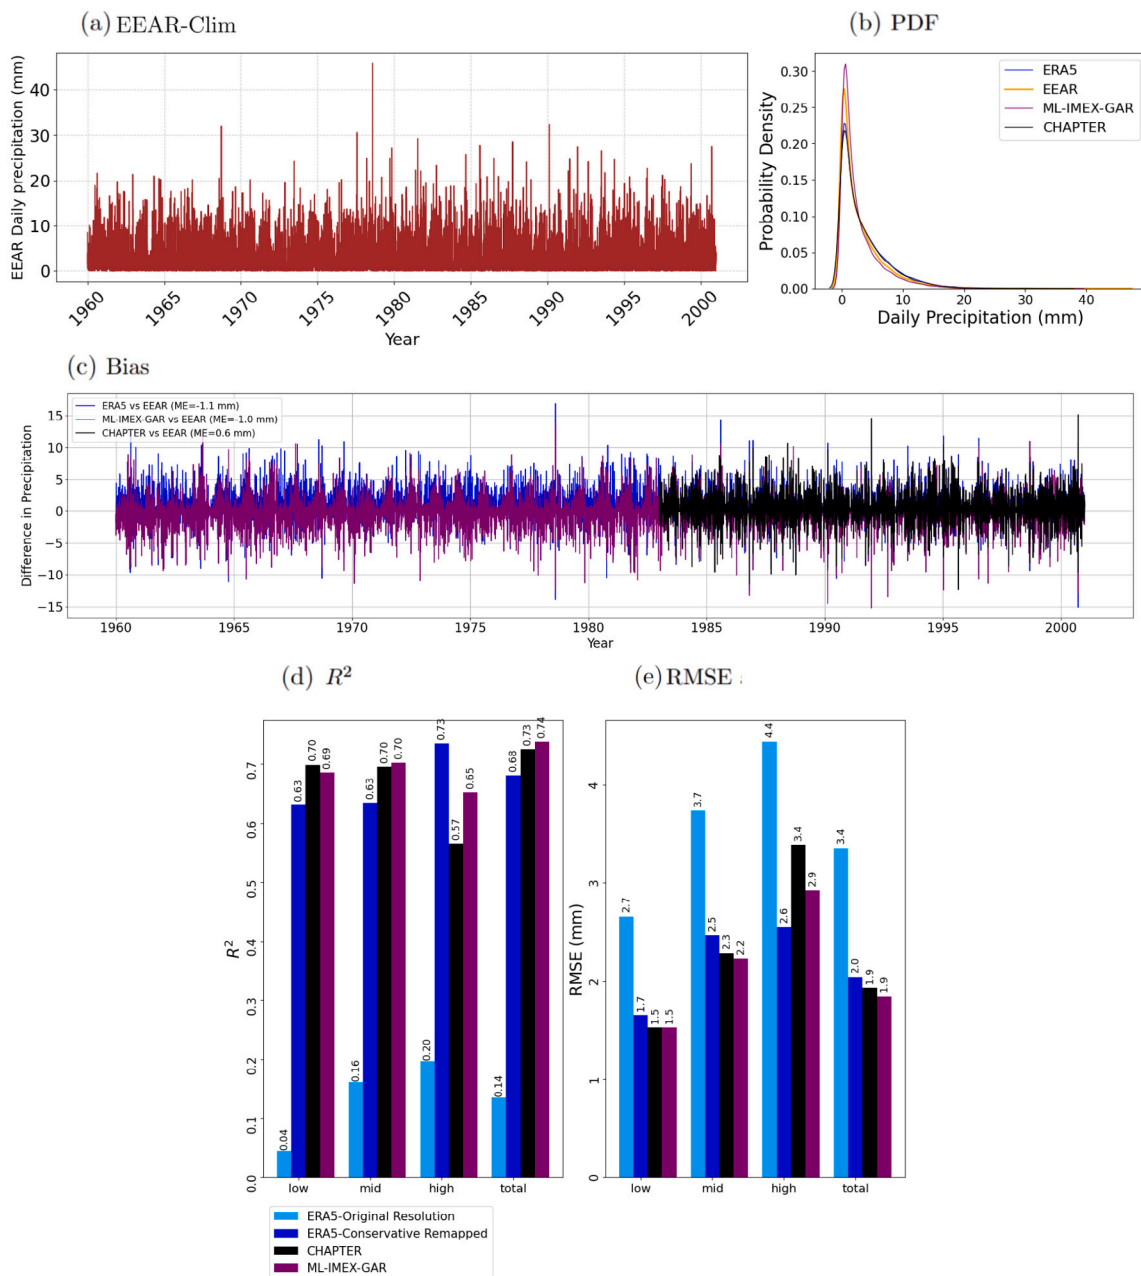 (a) EEAR-Clim
(b) PDF
EEAR Daily precipitation (mm)
40
30
20
10
0
1960
1965
1970
1975
1980
1985
1990
1995
2000
Year
Probability Density
0.30
0.25
0.20
0.15
0.10
0.05
0.00
ERA5
EEAR
ML-IMEX-GAR
CHAPTER
0
10
20
30
40
Daily Precipitation (mm)
(c) Bias
Difference in Precipitation
15
10
5
0
−5
−10
−15
ERA5 vs EEAR (ME=-1.1 mm)
ML-IMEX-GAR vs EEAR (ME=-1.0 mm)
CHAPTER vs EEAR (ME=0.6 mm)
1960
1965
1970
1975
1980
1985
1990
1995
2000
Year
(d) R²
(e) RMSE
R²
0.7
0.6
0.5
0.4
0.3
0.2
0.1
0.0
0.04
0.63
0.70
0.69
0.16
0.63
0.70
0.70
0.20
0.73
0.57
0.65
0.14
0.68
0.73
0.74
low
mid
high
total
RMSE (mm)
4
3
2
1
0
2.7
1.7
1.5
1.5
3.7
2.5
2.3
2.2
4.4
2.6
3.4
2.9
3.4
2.0
1.9
1.9
low
mid
high
total
ERA5-Original Resolution
ERA5-Conservative Remapped
CHAPTER
ML-IMEX-GAR